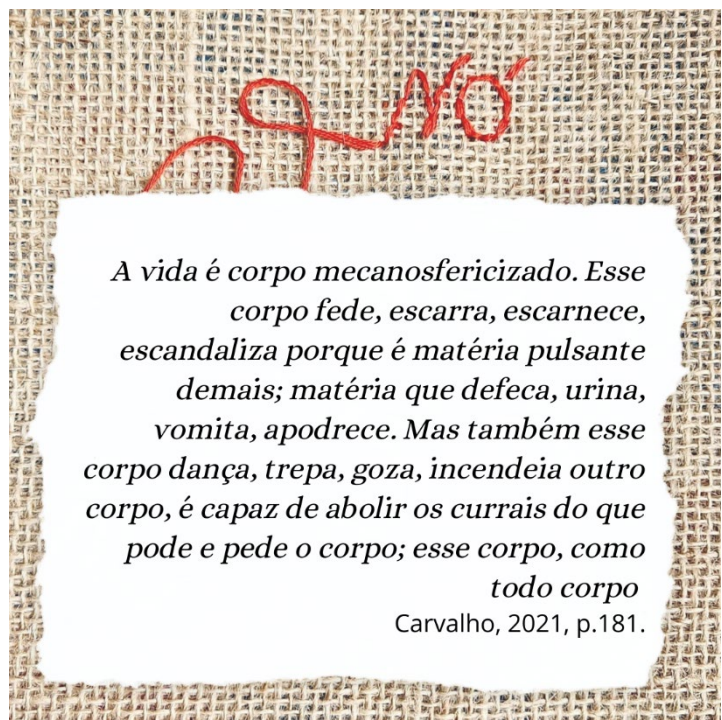 NÓ
A vida é corpo mecanosfericizado. Esse
corpo fede, escarra, escarnece,
escandaliza porque é matéria pulsante
demais; matéria que defeca, urina,
vomita, apodrece. Mas também esse
corpo dança, trepa, goza, incendeia outro
corpo, é capaz de abolir os currais do que
pode e pede o corpo; esse corpo, como
todo corpo
Carvalho, 2021, p.181.